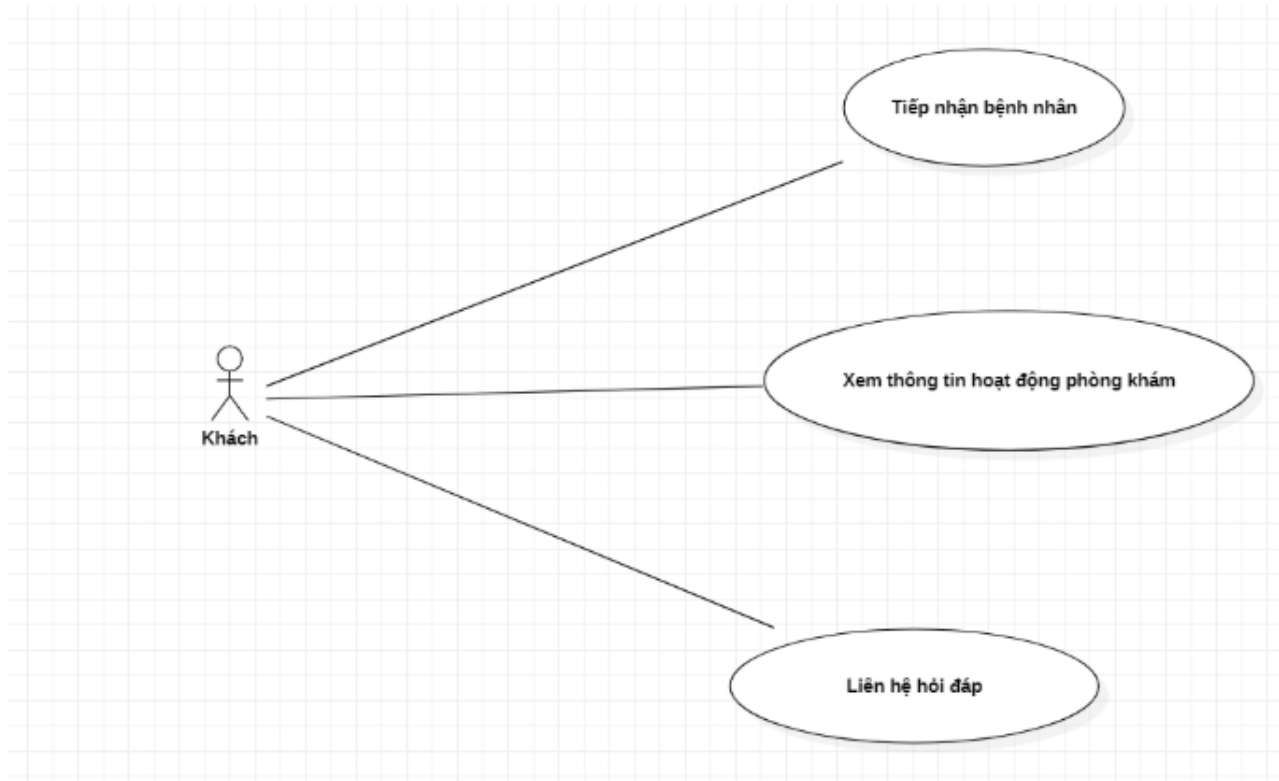 Tiếp nhận bệnh nhân
Xem thông tin hoạt động phòng khám
Khách
Liên hệ hỏi đáp